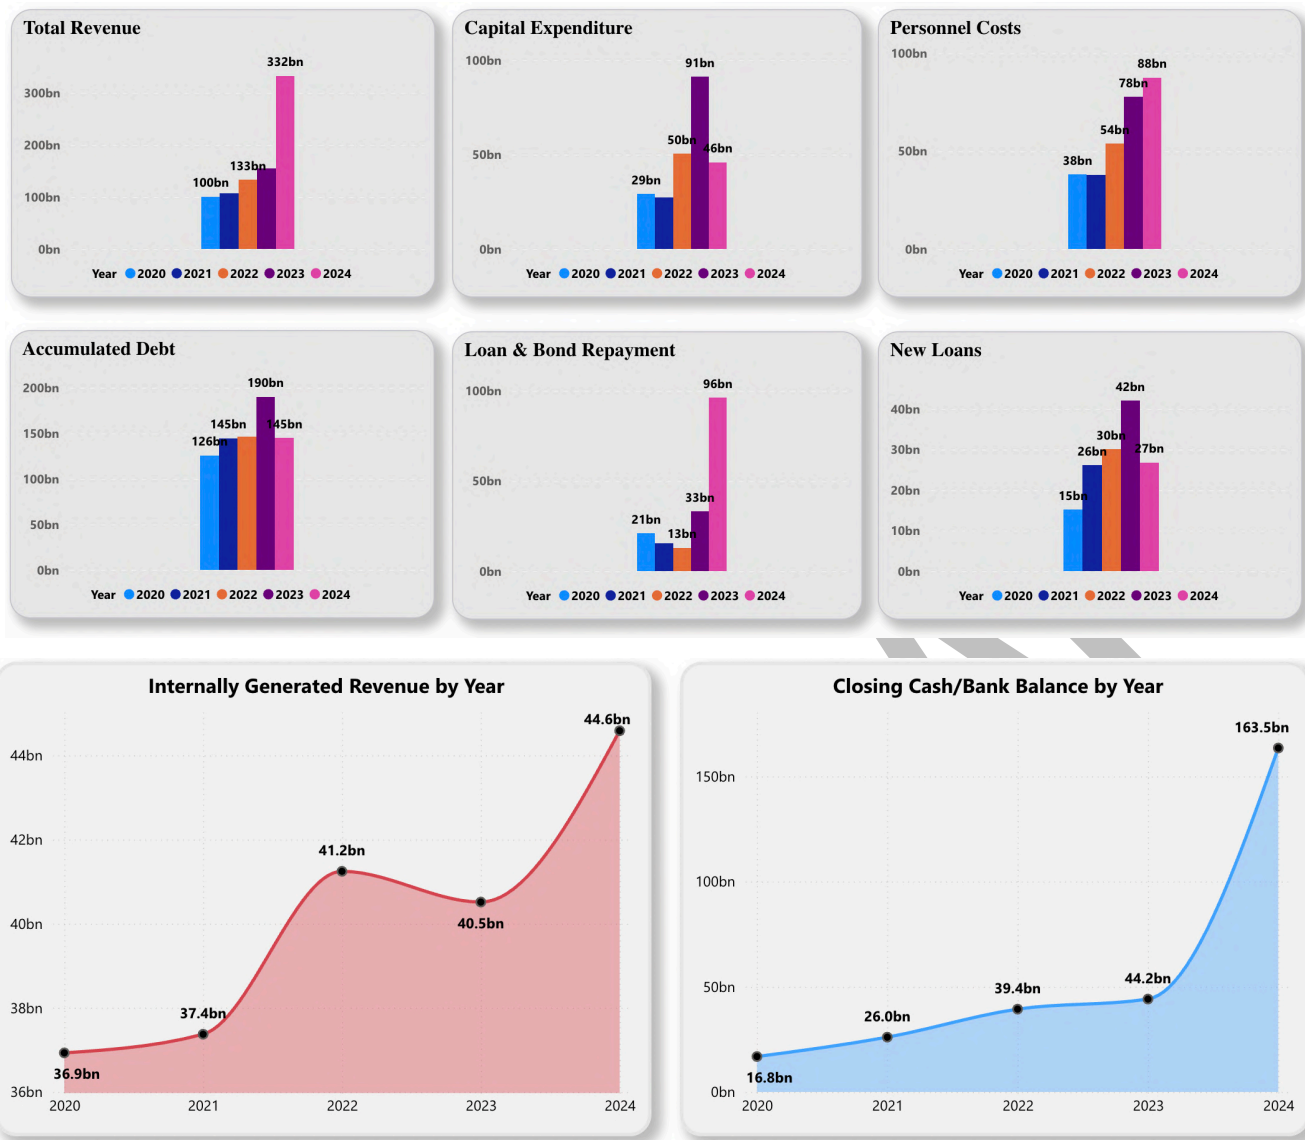 Total Revenue
332bn
300bn
200bn
133bn
100bn
100bn
0bn
Year 2020 2021 2022 2023 2024
Capital Expenditure
100bn
91bn
50bn
50bn
46bn
29bn
0bn
Year 2020 2021 2022 2023 2024
Personnel Costs
100bn
88bn
78bn
54bn
50bn
38bn
0bn
Year 2020 2021 2022 2023 2024
Accumulated Debt
200bn
190bn
150bn
145bn
145bn
126bn
100bn
50bn
0bn
Year 2020 2021 2022 2023 2024
Loan & Bond Repayment
100bn
96bn
50bn
33bn
21bn
13bn
0bn
Year 2020 2021 2022 2023 2024
New Loans
42bn
40bn
30bn
30bn
26bn
27bn
20bn
15bn
10bn
0bn
Year 2020 2021 2022 2023 2024
Internally Generated Revenue by Year
44.6bn
44bn
42bn
41.2bn
40bn
40.5bn
38bn
37.4bn
36.9bn
36bn
2020 2021 2022 2023 2024
Closing Cash/Bank Balance by Year
163.5bn
150bn
100bn
50bn
44.2bn
39.4bn
26.0bn
16.8bn
0bn
2020 2021 2022 2023 2024